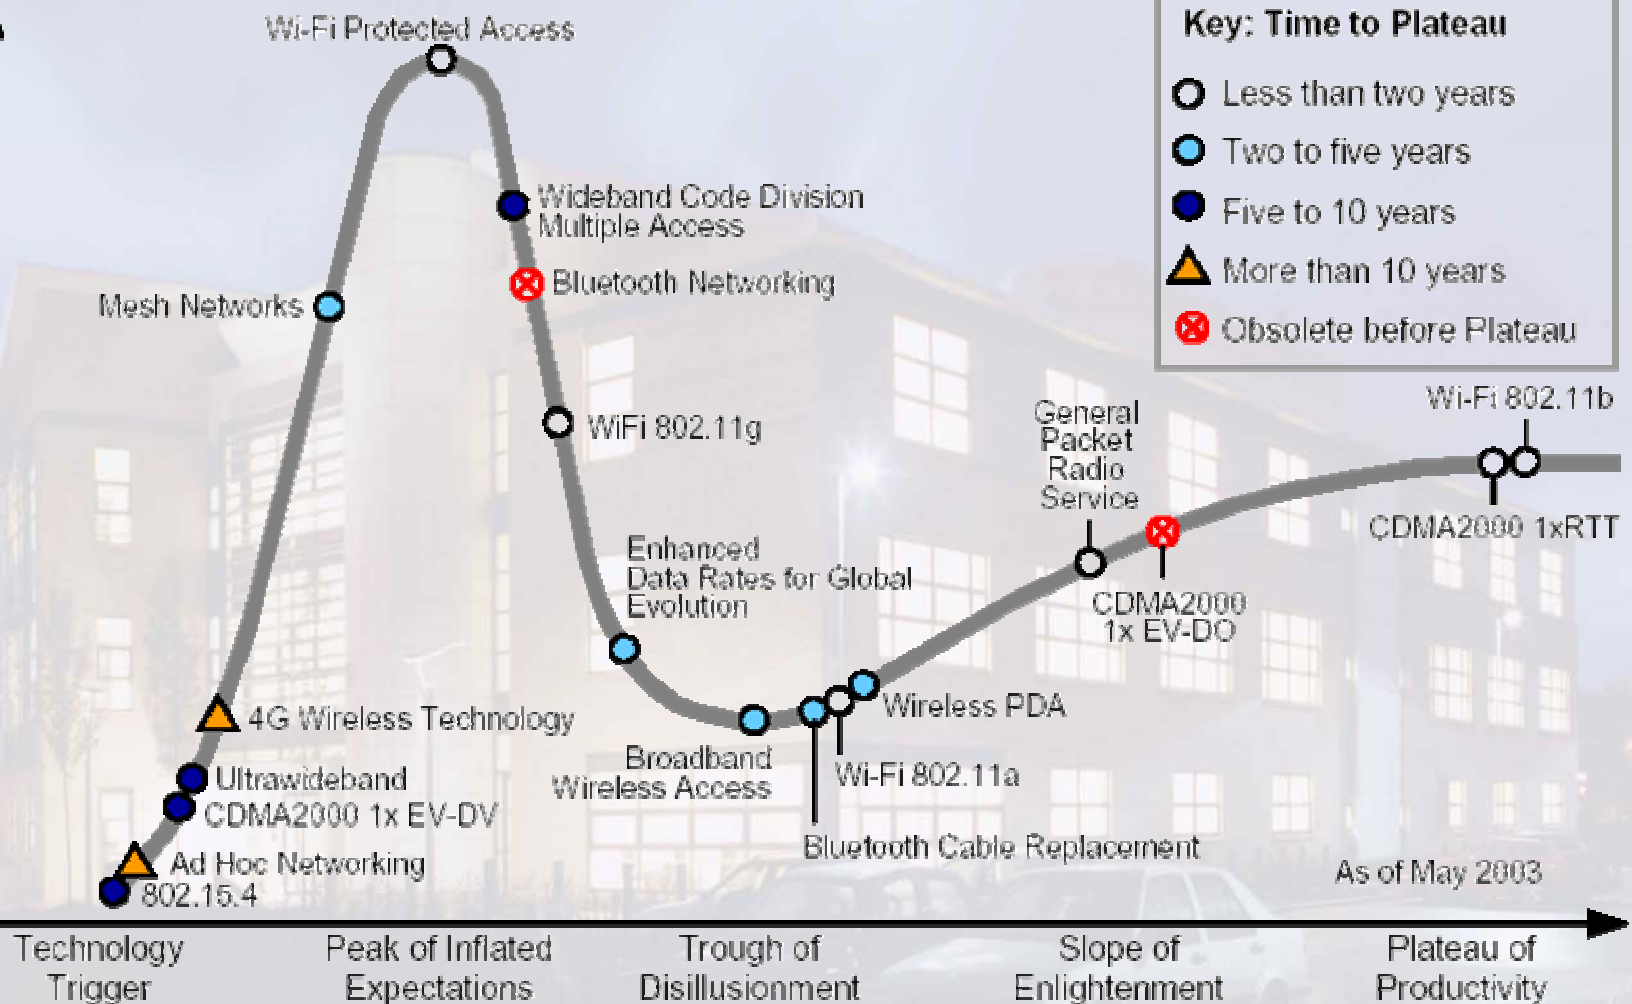 Wi-Fi Protected Access
Key: Time to Plateau
Less than two years
Two to five years
Five to 10 years
More than 10 years
Obsolete before Plateau
Wideband Code Division
Multiple Access
Bluetooth Networking
Mesh Networks
WiFi 802.11g
General
Packet
Radio
Service
Wi-Fi 802.11b
CDMA2000 1xRTT
Enhanced
Data Rates for Global
Evolution
CDMA2000
1x EV-DO
4G Wireless Technology
Wireless PDA
Broadband
Wireless Access
Wi-Fi 802.11a
Ultrawideband
CDMA2000 1x EV-DV
Bluetooth Cable Replacement
Ad Hoc Networking
802.15.4
As of May 2003
Technology
Trigger
Peak of Inflated
Expectations
Trough of
Disillusionment
Slope of
Enlightenment
Plateau of
Productivity